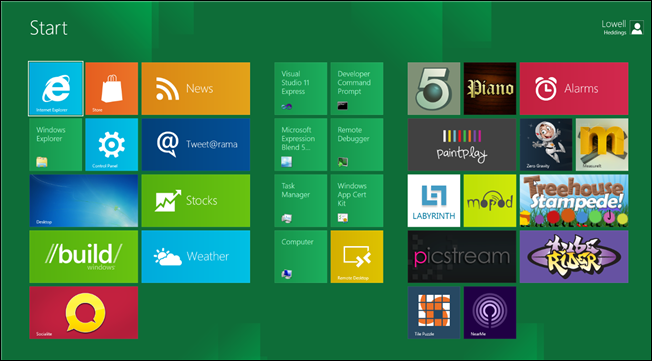 Start
Lowell
Heddings
Internet Explorer
Store
News
Windows
Explorer
Control Panel
Tweet@rama
Desktop
Stocks
//build/
windows
Weather
Socialite
Visual
Studio 11
Express
Developer
Command
Prompt
Microsoft
Expression
Blend 5...
Remote
Debugger
Task
Manager
Windows
App Cert
Kit
Computer
Remote Desktop
5
Piano
Alarms
paintplay
Zero Gravity
Measure It
LABYRINTH
mopod
Treehouse
Stampede!
picstream
TUBE
RIDER
Tile Puzzle
NearMe